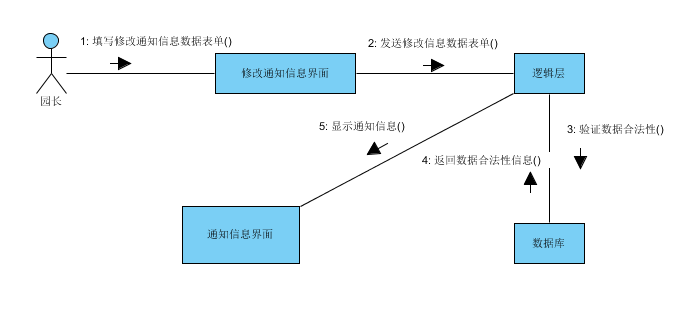 1: 填写修改通知信息数据表单()
2: 发送修改信息数据表单()
园长
修改通知信息界面
逻辑层
5: 显示通知信息()
3: 验证数据合法性()
4: 返回数据合法性信息()
通知信息界面
数据库